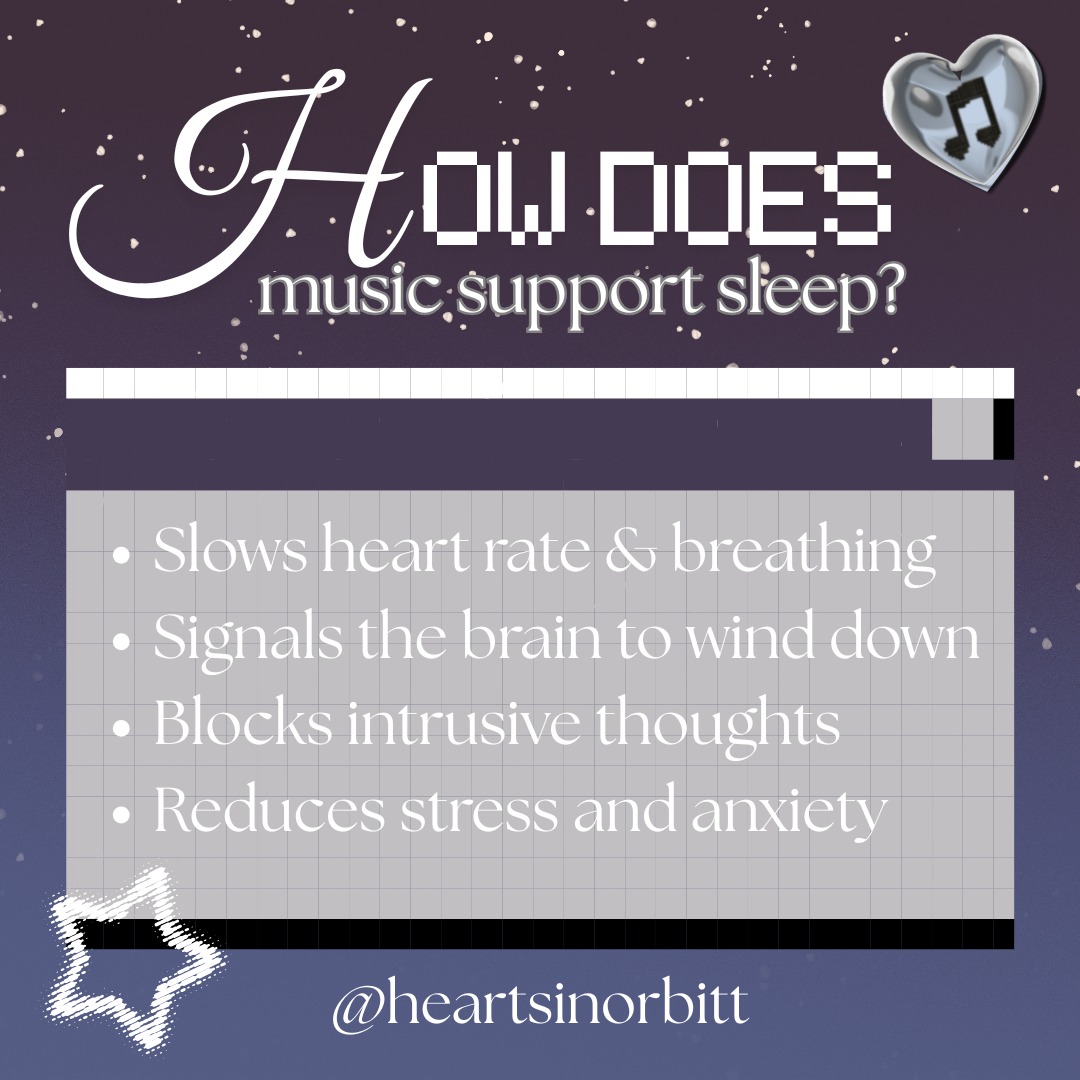 How DOES
music support sleep?
• Slows heart rate & breathing
• Signals the brain to wind down
• Blocks intrusive thoughts
• Reduces stress and anxiety
@heartsinorbitt